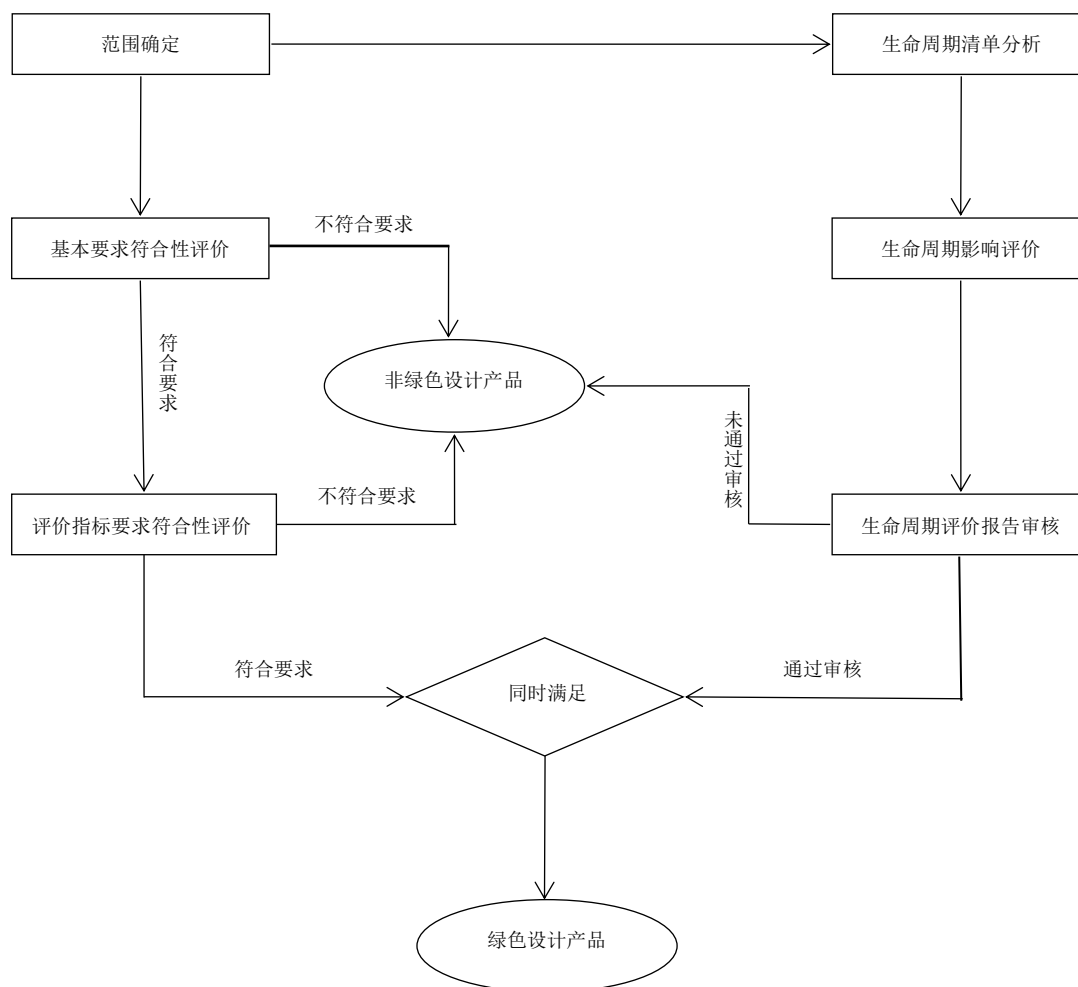 范围确定
生命周期清单分析
不符合要求
基本要求符合性评价
生命周期影响评价
符合要求
非绿色设计产品
未通过审核
不符合要求
评价指标要求符合性评价
生命周期评价报告审核
符合要求
同时满足
通过审核
绿色设计产品